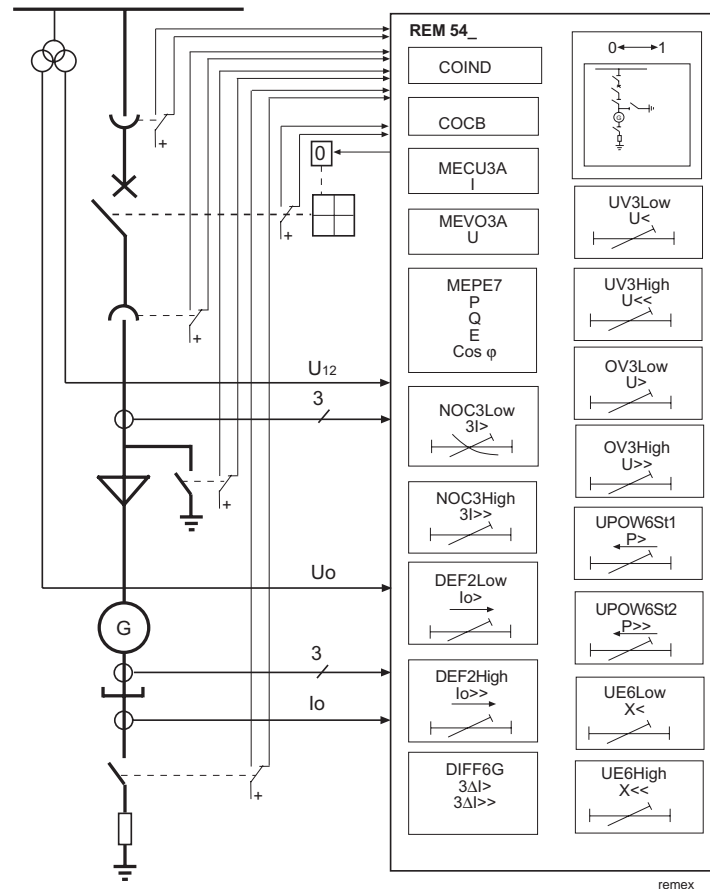 REM 54_
COIND
COCB
MECU3A
I
MEVO3A
U
MEPE7
P
Q
E
Cos φ
NOC3Low
3I>
NOC3High
3I>>
DEF2Low
Io>
DEF2High
Io>>
DIFF6G
3ΔI>
3ΔI>>
0 1
G
UV3Low
U<
UV3High
U<<
OV3Low
U>
OV3High
U>>
UPOW6St1
P>
UPOW6St2
P>>
UE6Low
X<
UE6High
X<<
+
0
+
+
U12
3
+
Uo
G
3
Io
+
remex